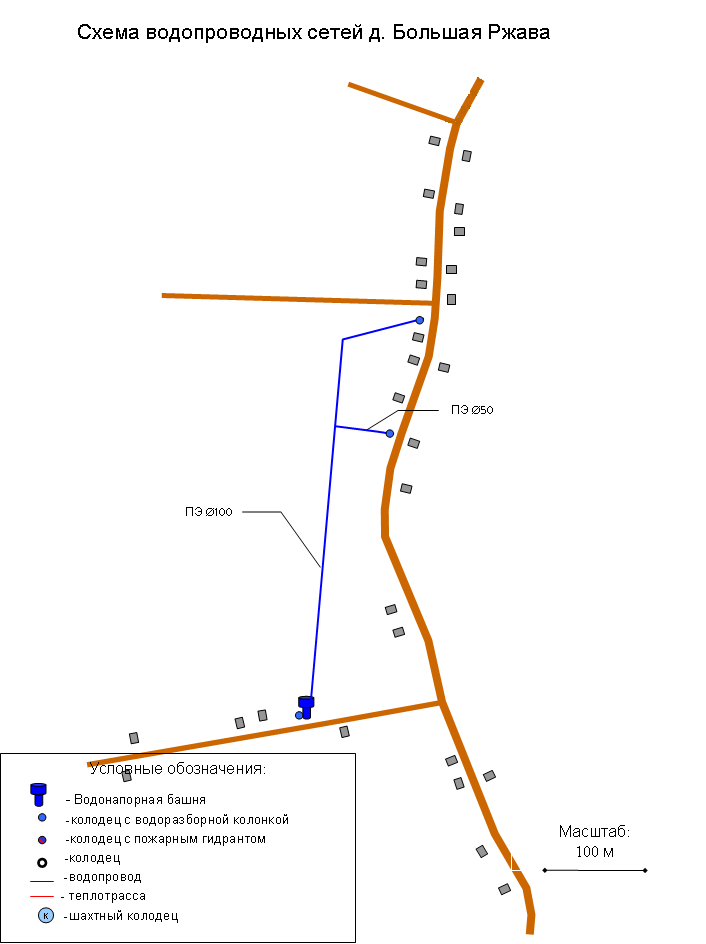 Схема водопроводных сетей д. Большая Ржава
ПЭ Ø50
ПЭ Ø100
Условные обозначения:
- Водонапорная башня
-колодец с водоразборной колонкой
-колодец с пожарным гидрантом
-колодец
-водопровод
- теплотрасса
К
-шахтный колодец
Масштаб:
100 м